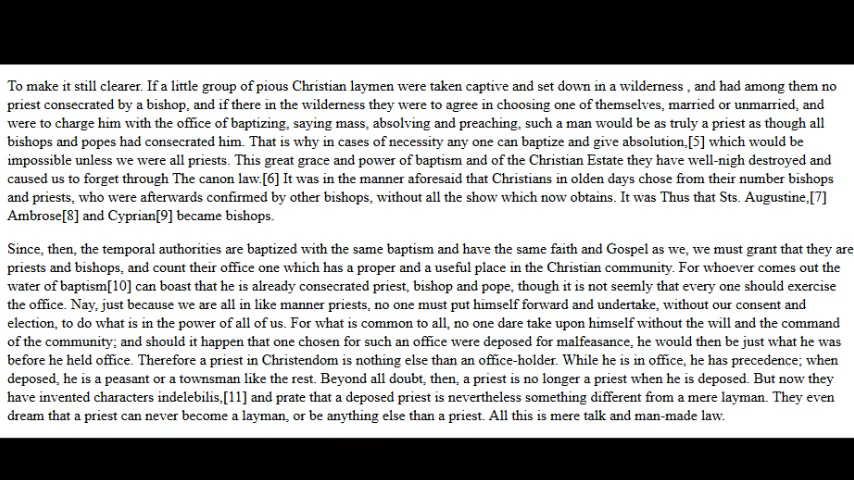 To make it still clearer. If a little group of pious Christian laymen were taken captive and set down in a wilderness , and had among them no
priest consecrated by a bishop, and if there in the wilderness they were to agree in choosing one of themselves, married or unmarried, and
were to charge him with the office of baptizing, saying mass, absolving and preaching, such a man would be as truly a priest as though all
bishops and popes had consecrated him. That is why in cases of necessity any one can baptize and give absolution,[5] which would be
impossible unless we were all priests. This great grace and power of baptism and of the Christian Estate they have well-nigh destroyed and
caused us to forget through The canon law.[6] It was in the manner aforesaid that Christians in olden days chose from their number bishops
and priests, who were afterwards confirmed by other bishops, without all the show which now obtains. It was Thus that Sts. Augustine,[7]
Ambrose[8] and Cyprian[9] became bishops.
Since, then, the temporal authorities are baptized with the same baptism and have the same faith and Gospel as we, we must grant that they are
priests and bishops, and count their office one which has a proper and a useful place in the Christian community. For whoever comes out the
water of baptism[10] can boast that he is already consecrated priest, bishop and pope, though it is not seemly that every one should exercise
the office. Nay, just because we are all in like manner priests, no one must put himself forward and undertake, without our consent and
election, to do what is in the power of all of us. For what is common to all, no one dare take upon himself without the will and the command
of the community; and should it happen that one chosen for such an office were deposed for malfeasance, he would then be just what he was
before he held office. Therefore a priest in Christendom is nothing else than an office-holder. While he is in office, he has precedence; when
deposed, he is a peasant or a townsman like the rest. Beyond all doubt, then, a priest is no longer a priest when he is deposed. But now they
have invented characters indelebilis,[11] and prate that a deposed priest is nevertheless something different from a mere layman. They even
dream that a priest can never become a layman, or be anything else than a priest. All this is mere talk and man-made law.